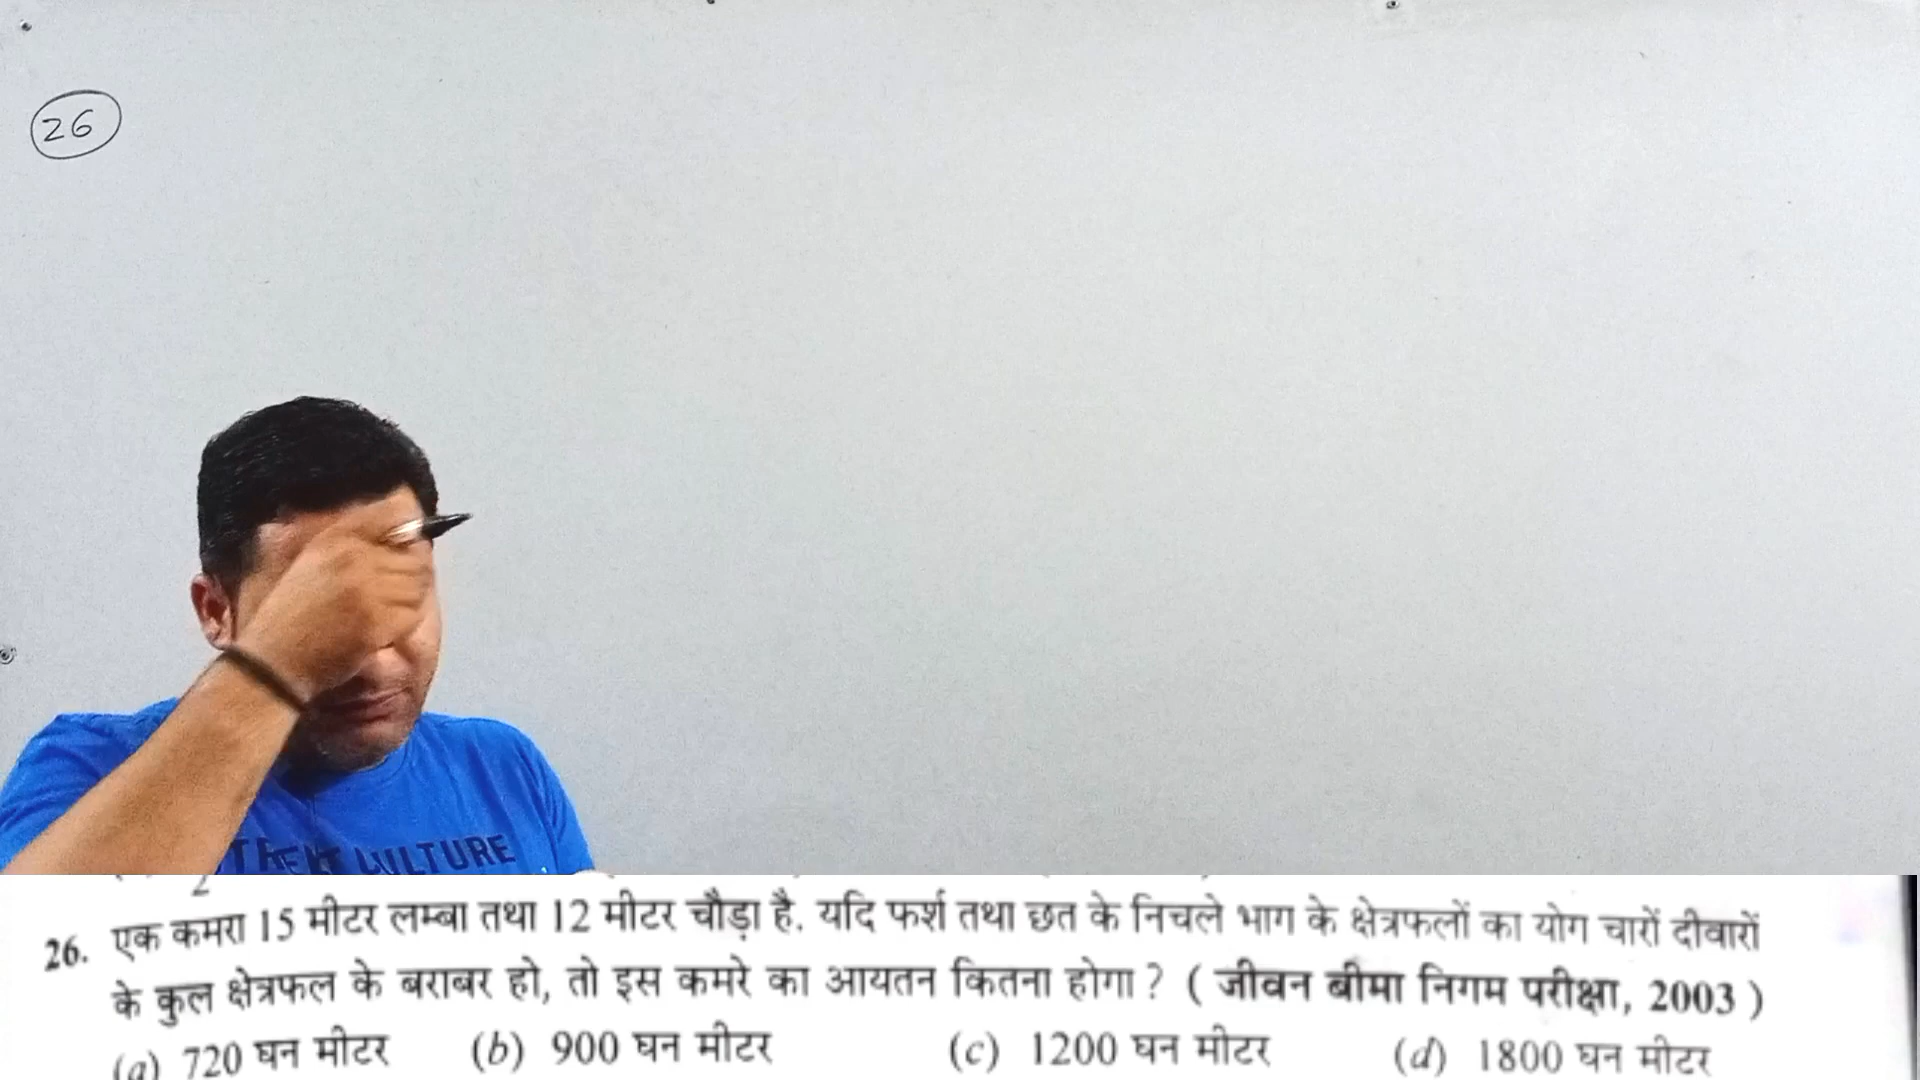 26
CULTURE
26. एक कमरा 15 मीटर लम्बा तथा 12 मीटर चौड़ा है. यदि फर्श तथा छत के निचले भाग के क्षेत्रफलों का योग चारों दीवारों
के कुल क्षेत्रफल के बराबर हो, तो इस कमरे का आयतन कितना होगा ? ( जीवन बीमा निगम परीक्षा, 2003 )
(a) 720 घन मीटर (b) 900 घन मीटर (c) 1200 घन मीटर (d) 1800 घन मीटर